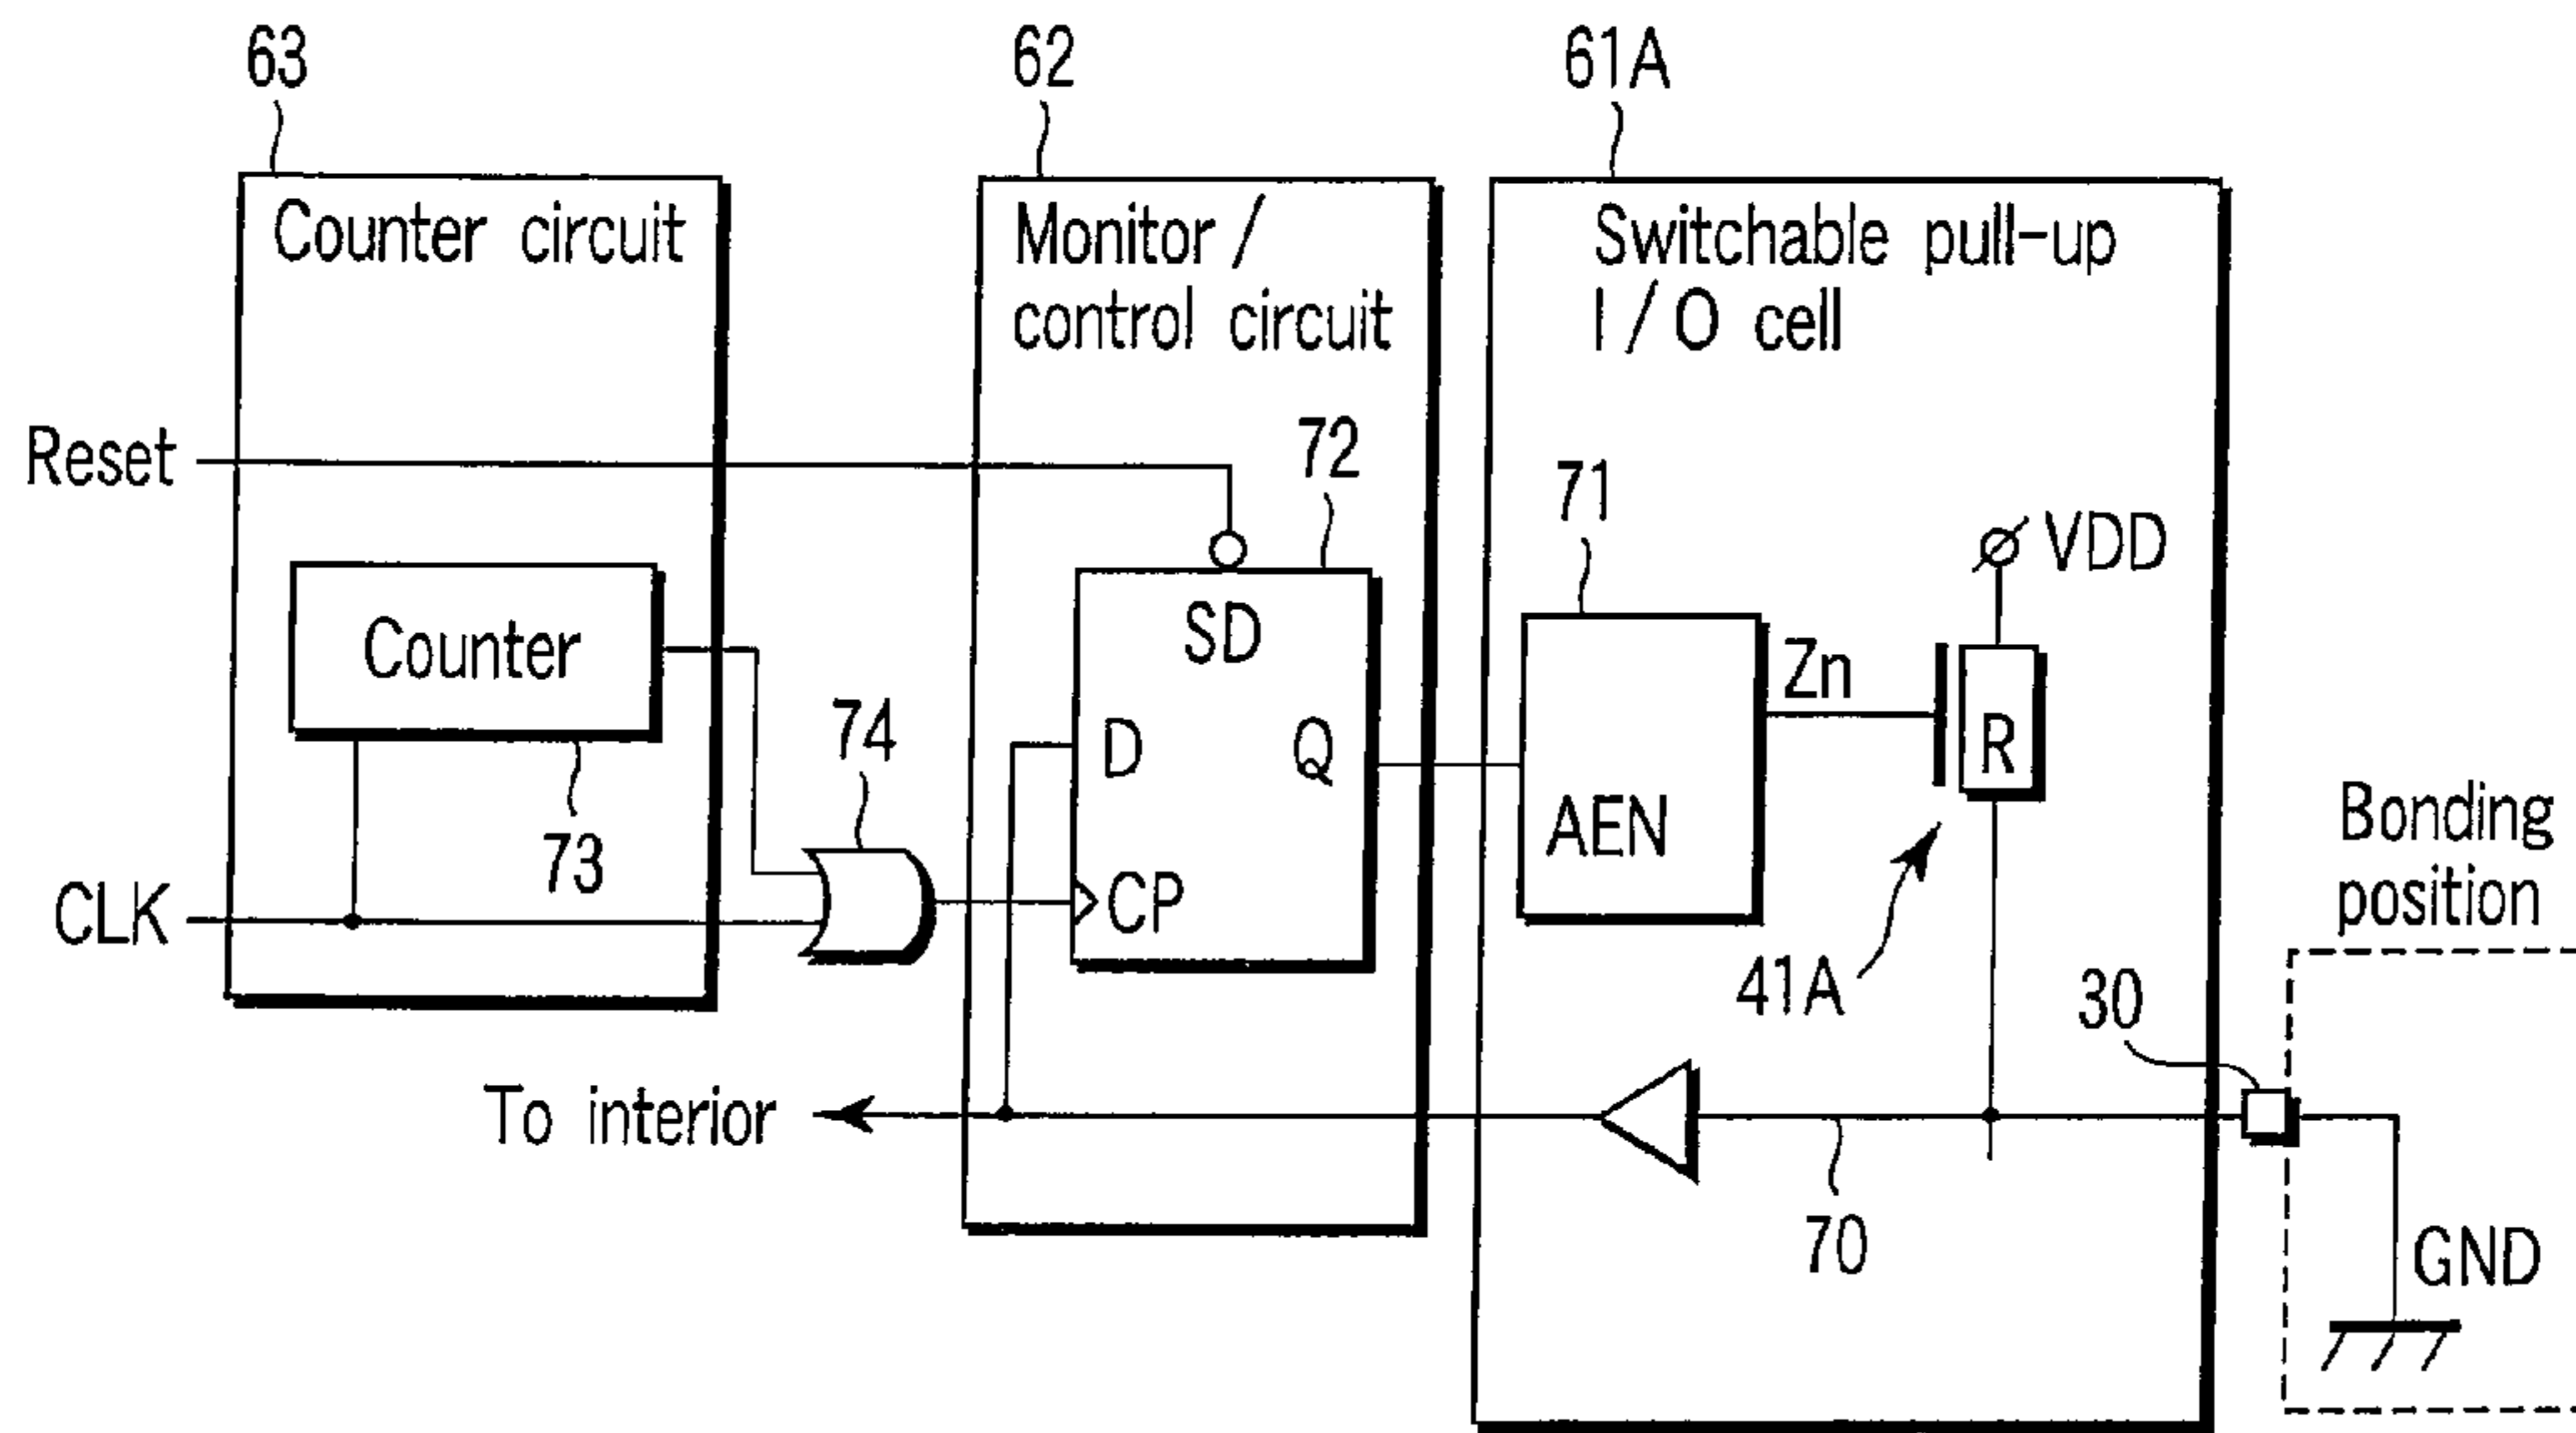 63
62
61A
Counter circuit
Monitor /
control circuit
Switchable pull-up
I / O cell
Reset
72
71
VDD
Counter
SD
Zn
74
D
Q
R
73
AEN
Bonding
position
CLK
CP
41A
30
To interior
70
GND